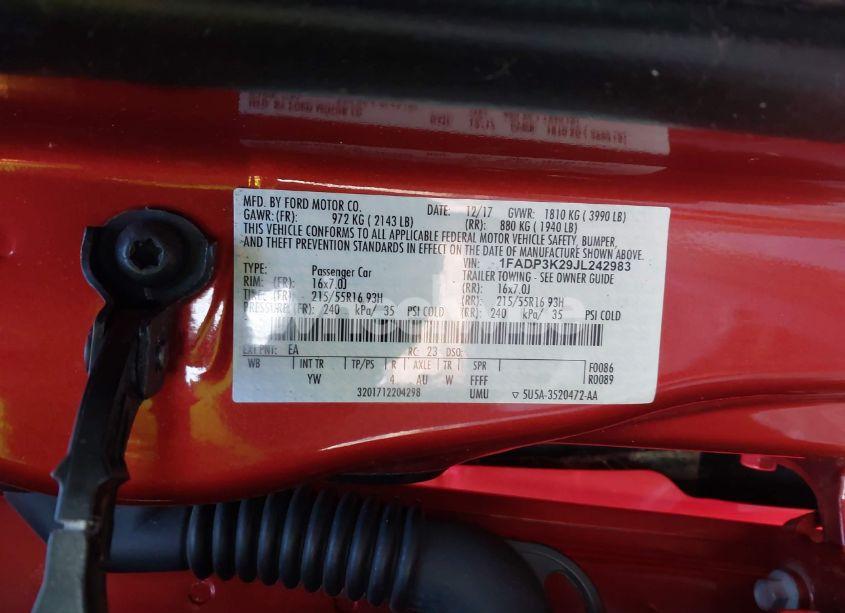 MFD. BY FORD MOTOR CO.
DATE: 12/17 GVWR: 1810 KG ( 3990 LB)
GAWR: (FR): 972 KG ( 2143 LB) (RR): 880 KG ( 1940 LB)
THIS VEHICLE CONFORMS TO ALL APPLICABLE FEDERAL MOTOR VEHICLE SAFETY, BUMPER,
AND THEFT PREVENTION STANDARDS IN EFFECT ON THE DATE OF MANUFACTURE SHOWN ABOVE.
VIN: 1FADP3K29JL242983
TYPE: Passenger Car TRAILER TOWING - SEE OWNER GUIDE
RIM: (FR): 16x7.0J (RR): 16x7.0J
TIRE: (FR): 215/55R16 93H (RR): 215/55R16 93H
PRESSURE: (FR): 240 kPa/ 35 PSI COLD (RR): 240 kPa/ 35 PSI COLD
EXT PNT: EA RC: 23 DSO:
WB INT TR TP/PS R AXLE TR SPR F0086
YW 4 AU W FFFF R0089
3201712204298 UMU ▽ 5U5A-3520472-AA